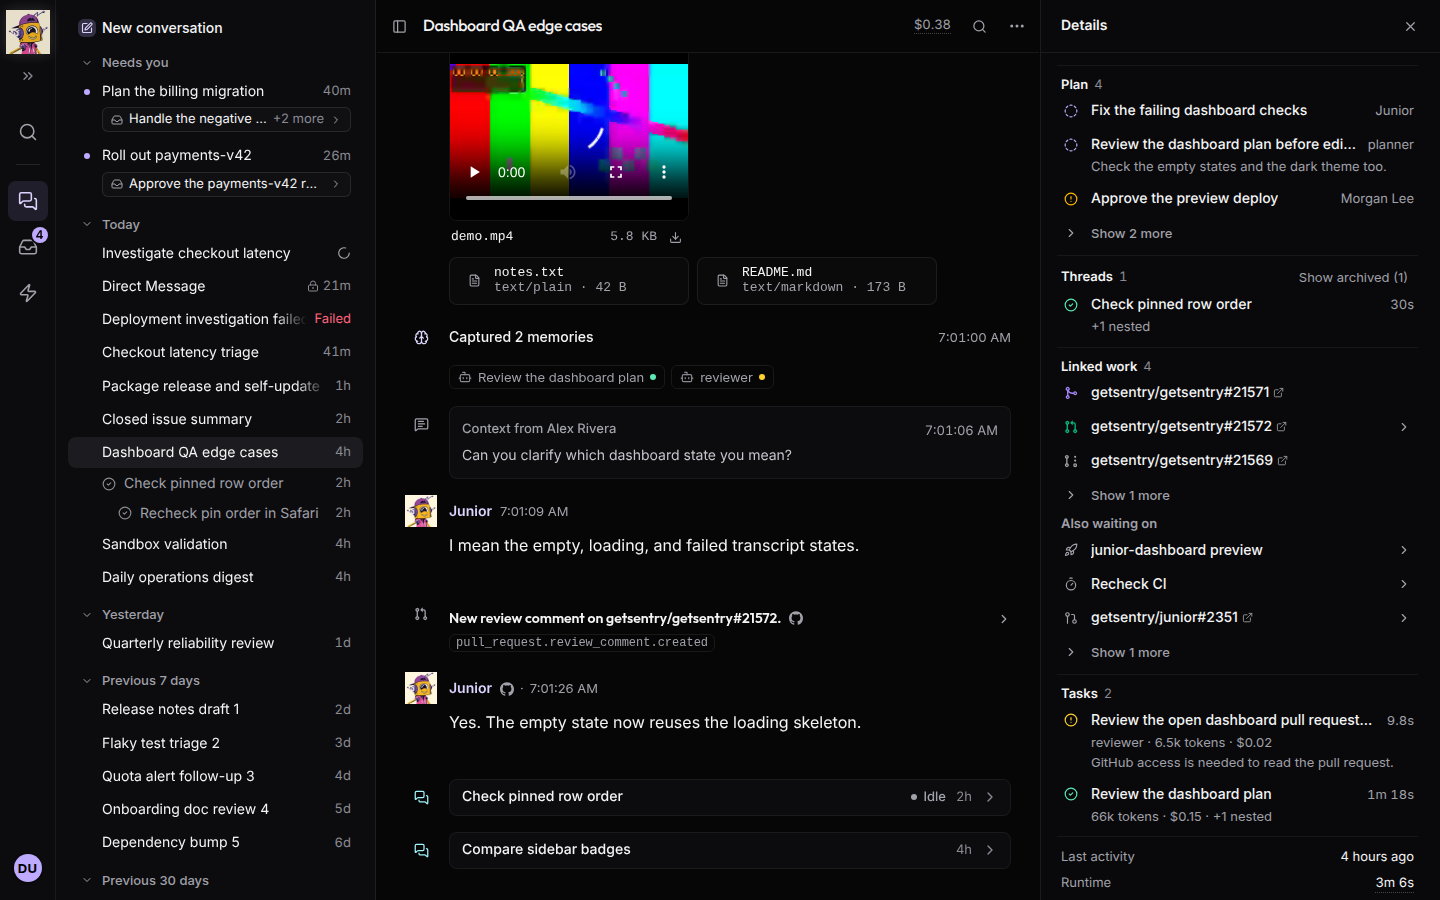 New conversation
Needs you
Plan the billing migration 40m
Handle the negative ... +2 more
Roll out payments-v42 26m
Approve the payments-v42 r...
Today
Investigate checkout latency
Direct Message 21m
Deployment investigation failed Failed
Checkout latency triage 41m
Package release and self-update 1h
Closed issue summary 2h
Dashboard QA edge cases 4h
Check pinned row order 2h
Recheck pin order in Safari 2h
Sandbox validation 4h
Daily operations digest 4h
Yesterday
Quarterly reliability review 1d
Previous 7 days
Release notes draft 1 2d
Flaky test triage 2 3d
Quota alert follow-up 3 4d
Onboarding doc review 4 5d
Dependency bump 5 6d
Previous 30 days
4
DU
Dashboard QA edge cases $0.38
0:00
demo.mp4 5.8 KB
notes.txt
text/plain · 42 B
README.md
text/markdown · 173 B
Captured 2 memories 7:01:00 AM
Review the dashboard plan
reviewer
Context from Alex Rivera 7:01:06 AM
Can you clarify which dashboard state you mean?
Junior 7:01:09 AM
I mean the empty, loading, and failed transcript states.
New review comment on getsentry/getsentry#21572.
pull_request.review_comment.created
Junior · 7:01:26 AM
Yes. The empty state now reuses the loading skeleton.
Check pinned row order Idle 2h
Compare sidebar badges 4h
Details
Plan 4
Fix the failing dashboard checks Junior
Review the dashboard plan before edi... planner
Check the empty states and the dark theme too.
Approve the preview deploy Morgan Lee
Show 2 more
Threads 1 Show archived (1)
Check pinned row order 30s
+1 nested
Linked work 4
getsentry/getsentry#21571
getsentry/getsentry#21572
getsentry/getsentry#21569
Show 1 more
Also waiting on
junior-dashboard preview
Recheck CI
getsentry/junior#2351
Show 1 more
Tasks 2
Review the open dashboard pull request... 9.8s
reviewer · 6.5k tokens · $0.02
GitHub access is needed to read the pull request.
Review the dashboard plan 1m 18s
66k tokens · $0.15 · +1 nested
Last activity 4 hours ago
Runtime 3m 6s